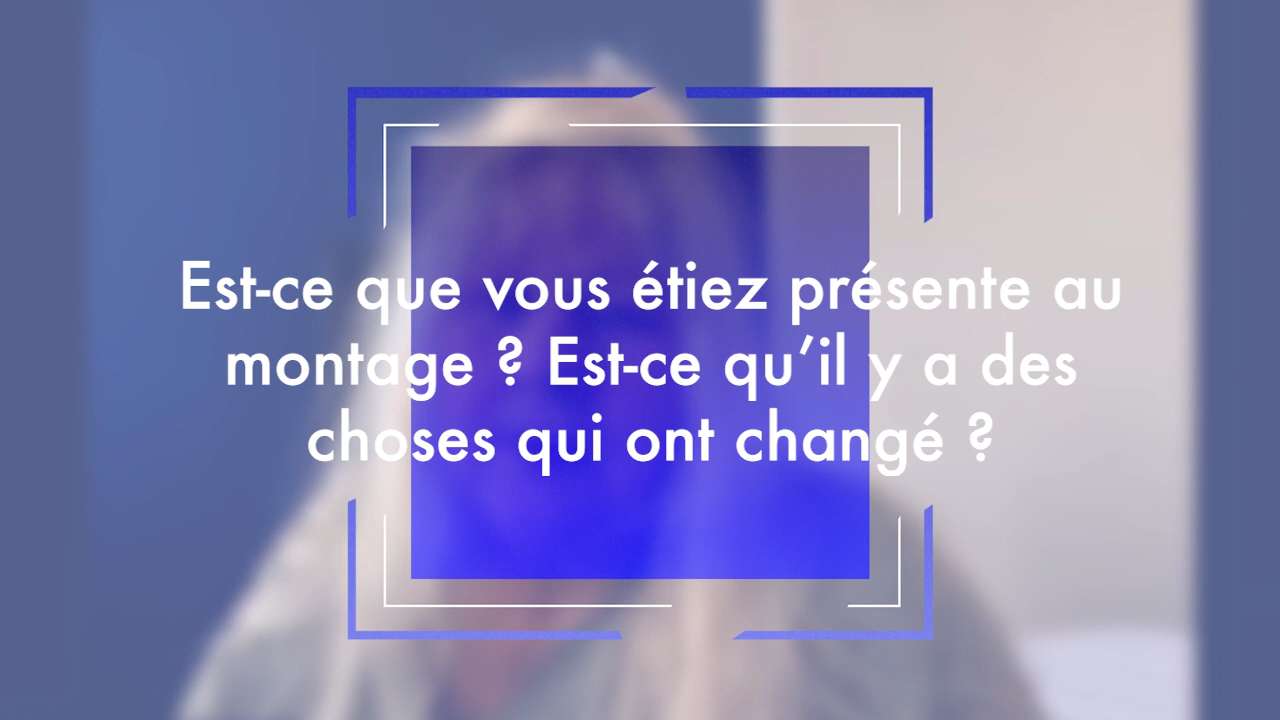 Est-ce que vous étiez présente au
montage ? Est-ce qu’il y a des
choses qui ont changé ?